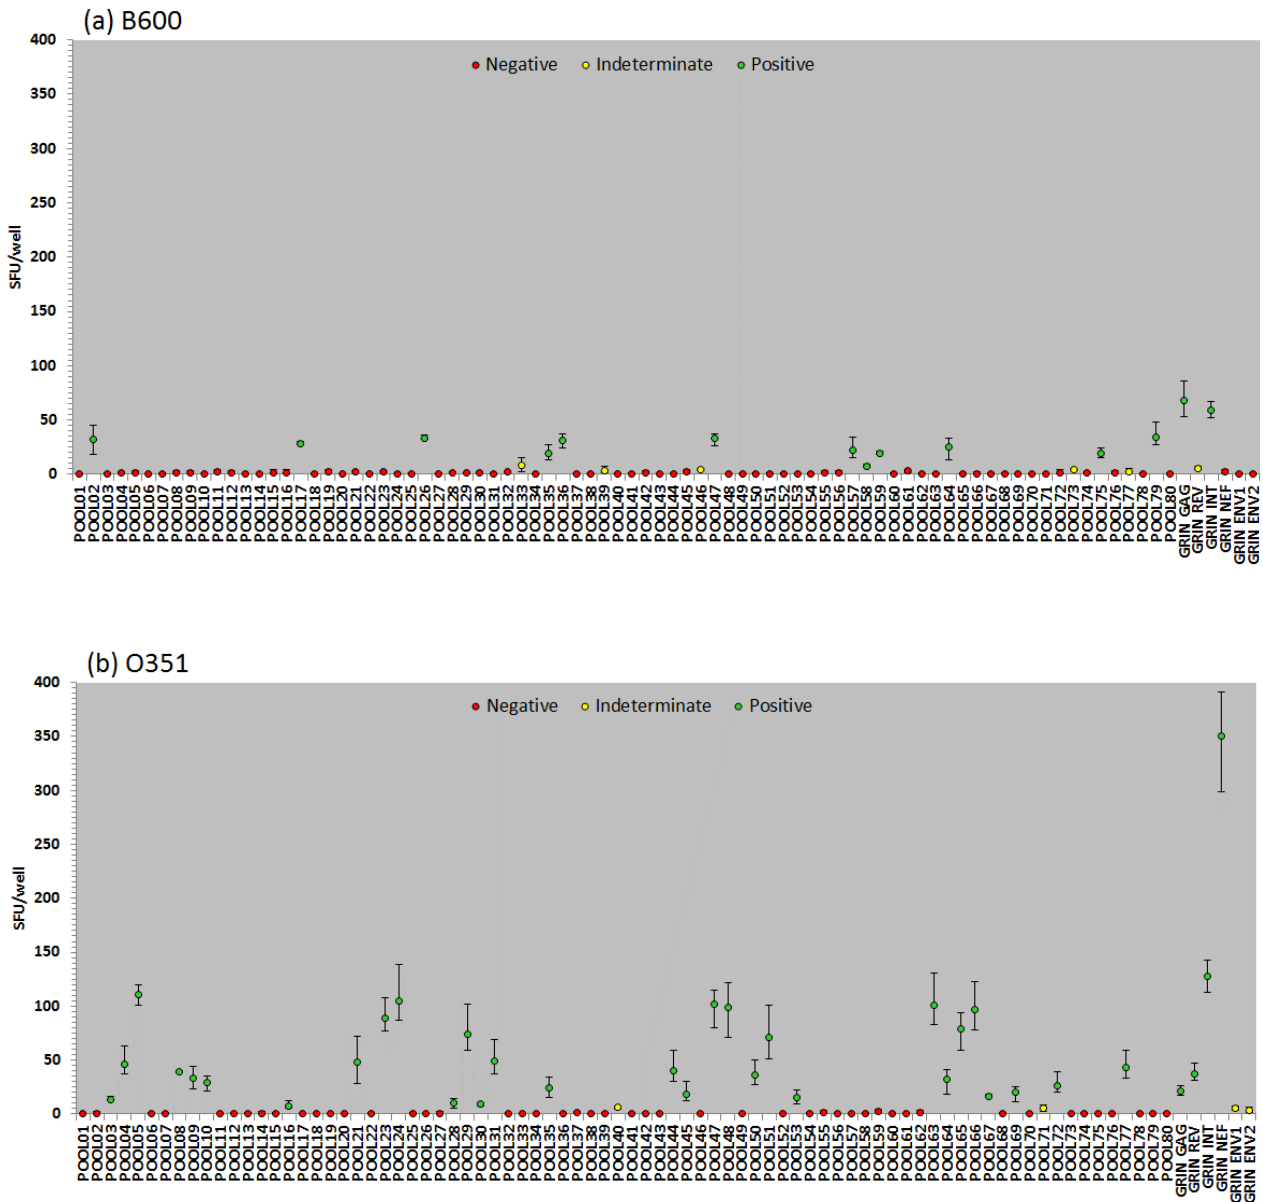 (a) B600
400
350
300
250
200
150
100
50
0
SFU/well
Negative Indeterminate Positive
POOL01
POOL02
POOL03
POOL04
POOL05
POOL06
POOL07
POOL08
POOL09
POOL10
POOL11
POOL12
POOL13
POOL14
POOL15
POOL16
POOL17
POOL18
POOL19
POOL20
POOL21
POOL22
POOL23
POOL24
POOL25
POOL26
POOL27
POOL28
POOL29
POOL30
POOL31
POOL32
POOL33
POOL34
POOL35
POOL36
POOL37
POOL38
POOL39
POOL40
POOL41
POOL42
POOL43
POOL44
POOL45
POOL46
POOL47
POOL48
POOL49
POOL50
POOL51
POOL52
POOL53
POOL54
POOL55
POOL56
POOL57
POOL58
POOL59
POOL60
POOL61
POOL62
POOL63
POOL64
POOL65
POOL66
POOL67
POOL68
POOL69
POOL70
POOL71
POOL72
POOL73
POOL74
POOL75
POOL76
POOL77
POOL78
POOL79
POOL80
GRIN GAG
GRIN REV
GRIN INT
GRIN NEF
GRIN ENV1
GRIN ENV2
(b) O351
400
350
300
250
200
150
100
50
0
SFU/well
Negative Indeterminate Positive
POOL01
POOL02
POOL03
POOL04
POOL05
POOL06
POOL07
POOL08
POOL09
POOL10
POOL11
POOL12
POOL13
POOL14
POOL15
POOL16
POOL17
POOL18
POOL19
POOL20
POOL21
POOL22
POOL23
POOL24
POOL25
POOL26
POOL27
POOL28
POOL29
POOL30
POOL31
POOL32
POOL33
POOL34
POOL35
POOL36
POOL37
POOL38
POOL39
POOL40
POOL41
POOL42
POOL43
POOL44
POOL45
POOL46
POOL47
POOL48
POOL49
POOL50
POOL51
POOL52
POOL53
POOL54
POOL55
POOL56
POOL57
POOL58
POOL59
POOL60
POOL61
POOL62
POOL63
POOL64
POOL65
POOL66
POOL67
POOL68
POOL69
POOL70
POOL71
POOL72
POOL73
POOL74
POOL75
POOL76
POOL77
POOL78
POOL79
POOL80
GRIN GAG
GRIN REV
GRIN INT
GRIN NEF
GRIN ENV1
GRIN ENV2